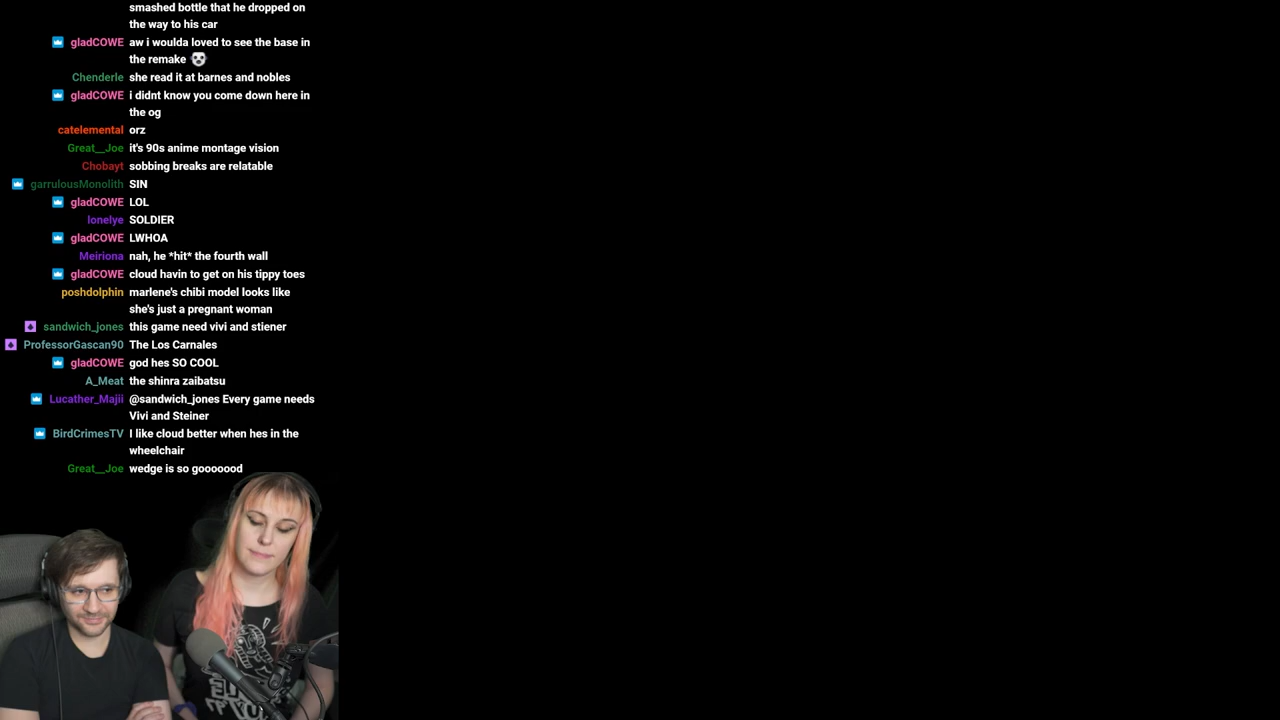 smashed bottle that he dropped on
the way to his car
gladCOWE aw i woulda loved to see the base in
the remake
Chenderle she read it at barnes and nobles
gladCOWE i didnt know you come down here in
the og
catelemental orz
Great__Joe it's 90s anime montage vision
Chobayt sobbing breaks are relatable
garrulousMonolith SIN
gladCOWE LOL
lonelye SOLDIER
gladCOWE LWHOA
Meiriona nah, he *hit* the fourth wall
gladCOWE cloud havin to get on his tippy toes
poshdolphin marlene's chibi model looks like
she's just a pregnant woman
sandwich_jones this game need vivi and stiener
ProfessorGascan90 The Los Carnales
gladCOWE god hes SO COOL
A_Meat the shinra zaibatsu
Lucather_Majii @sandwich_jones Every game needs
Vivi and Steiner
BirdCrimesTV I like cloud better when hes in the
wheelchair
Great__Joe wedge is so gooooood